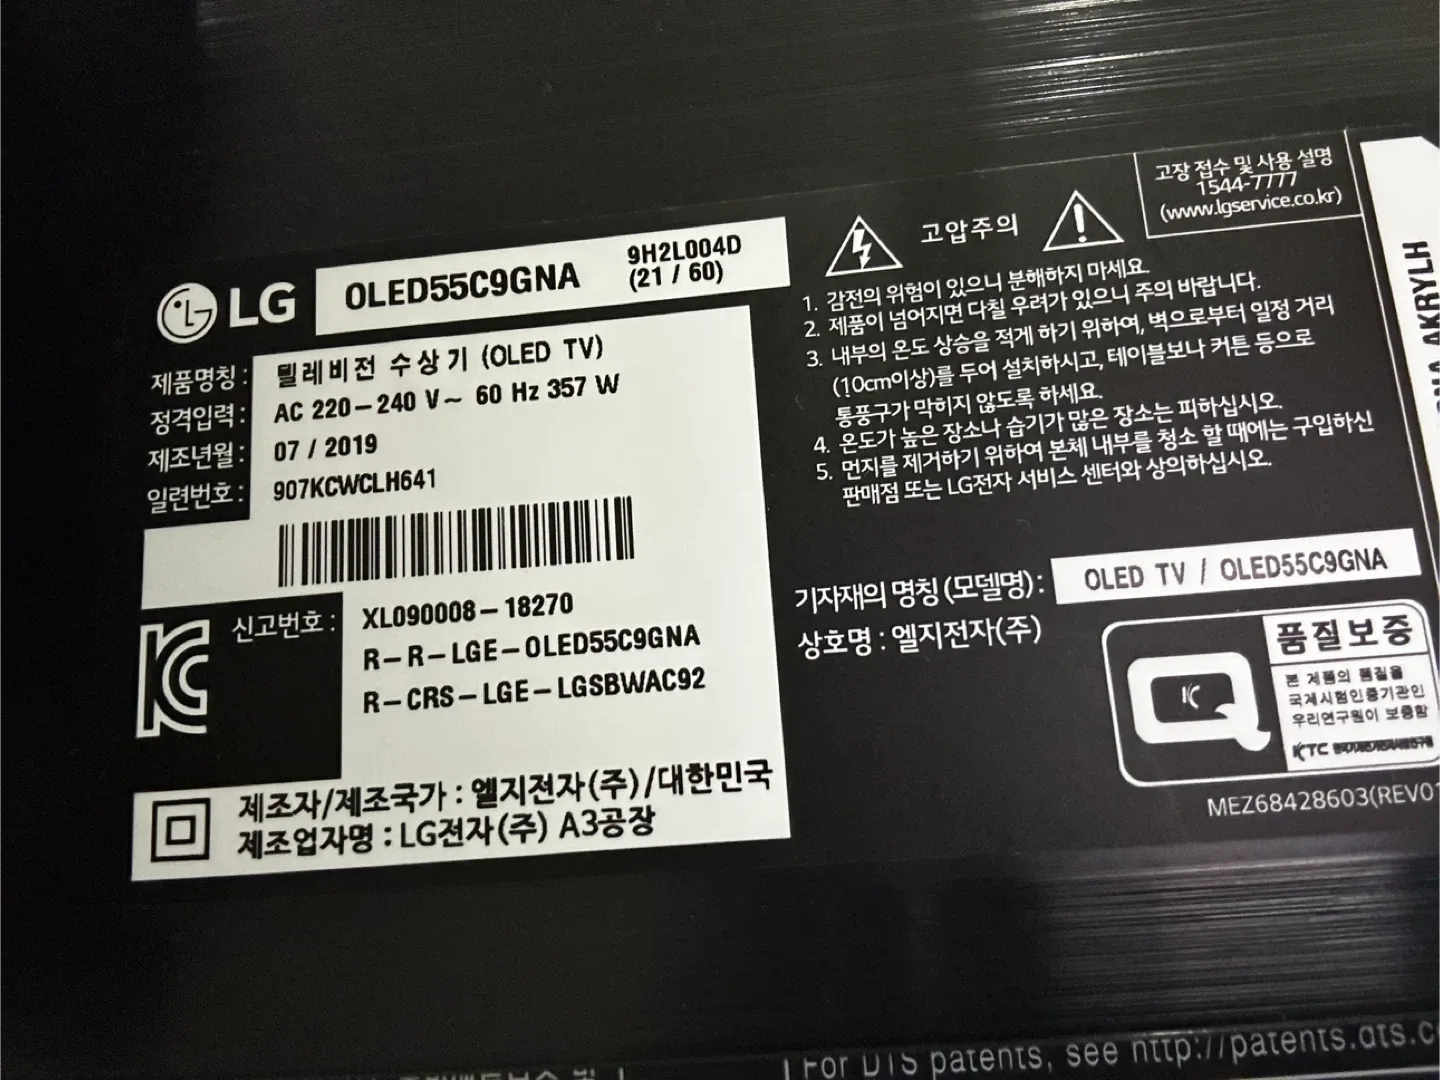 LG
OLED55C9GNA
9H2L004D
(21 / 60)
제품명칭 : 텔레비전 수상기 (OLED TV)
정격입력 : AC 220-240 V~ 60 Hz 357 W
제조년월 : 07 / 2019
일련번호 : 907KCWCLH641
신고번호 : XL090008-18270
R-R-LGE-OLED55C9GNA
R-CRS-LGE-LGSBWAC92
제조자/제조국가 : 엘지전자(주)/대한민국
제조업자명 : LG전자(주) A3공장
고압주의
고장 접수 및 사용 설명
1544-7777
(www.lgservice.co.kr)
1. 감전의 위험이 있으니 분해하지 마세요.
2. 제품이 넘어지면 다칠 우려가 있으니 주의 바랍니다.
3. 내부의 온도 상승을 적게 하기 위하여, 벽으로부터 일정 거리
(10cm이상)를 두어 설치하시고, 테이블보나 커튼 등으로
통풍구가 막히지 않도록 하세요.
4. 온도가 높은 장소나 습기가 많은 장소는 피하십시오.
5. 먼지를 제거하기 위하여 본체 내부를 청소 할 때에는 구입하신
판매점 또는 LG전자 서비스 센터와 상의하십시오.
기자재의 명칭(모델명) : OLED TV / OLED55C9GNA
상호명 : 엘지전자(주)
품질보증
본 제품의 품질을
국제시험인증기관인
우리연구원이 보증함
KTC
MEZ68428603(REV01
AKRYLH
For DTS patents, see http://patents.dts.c